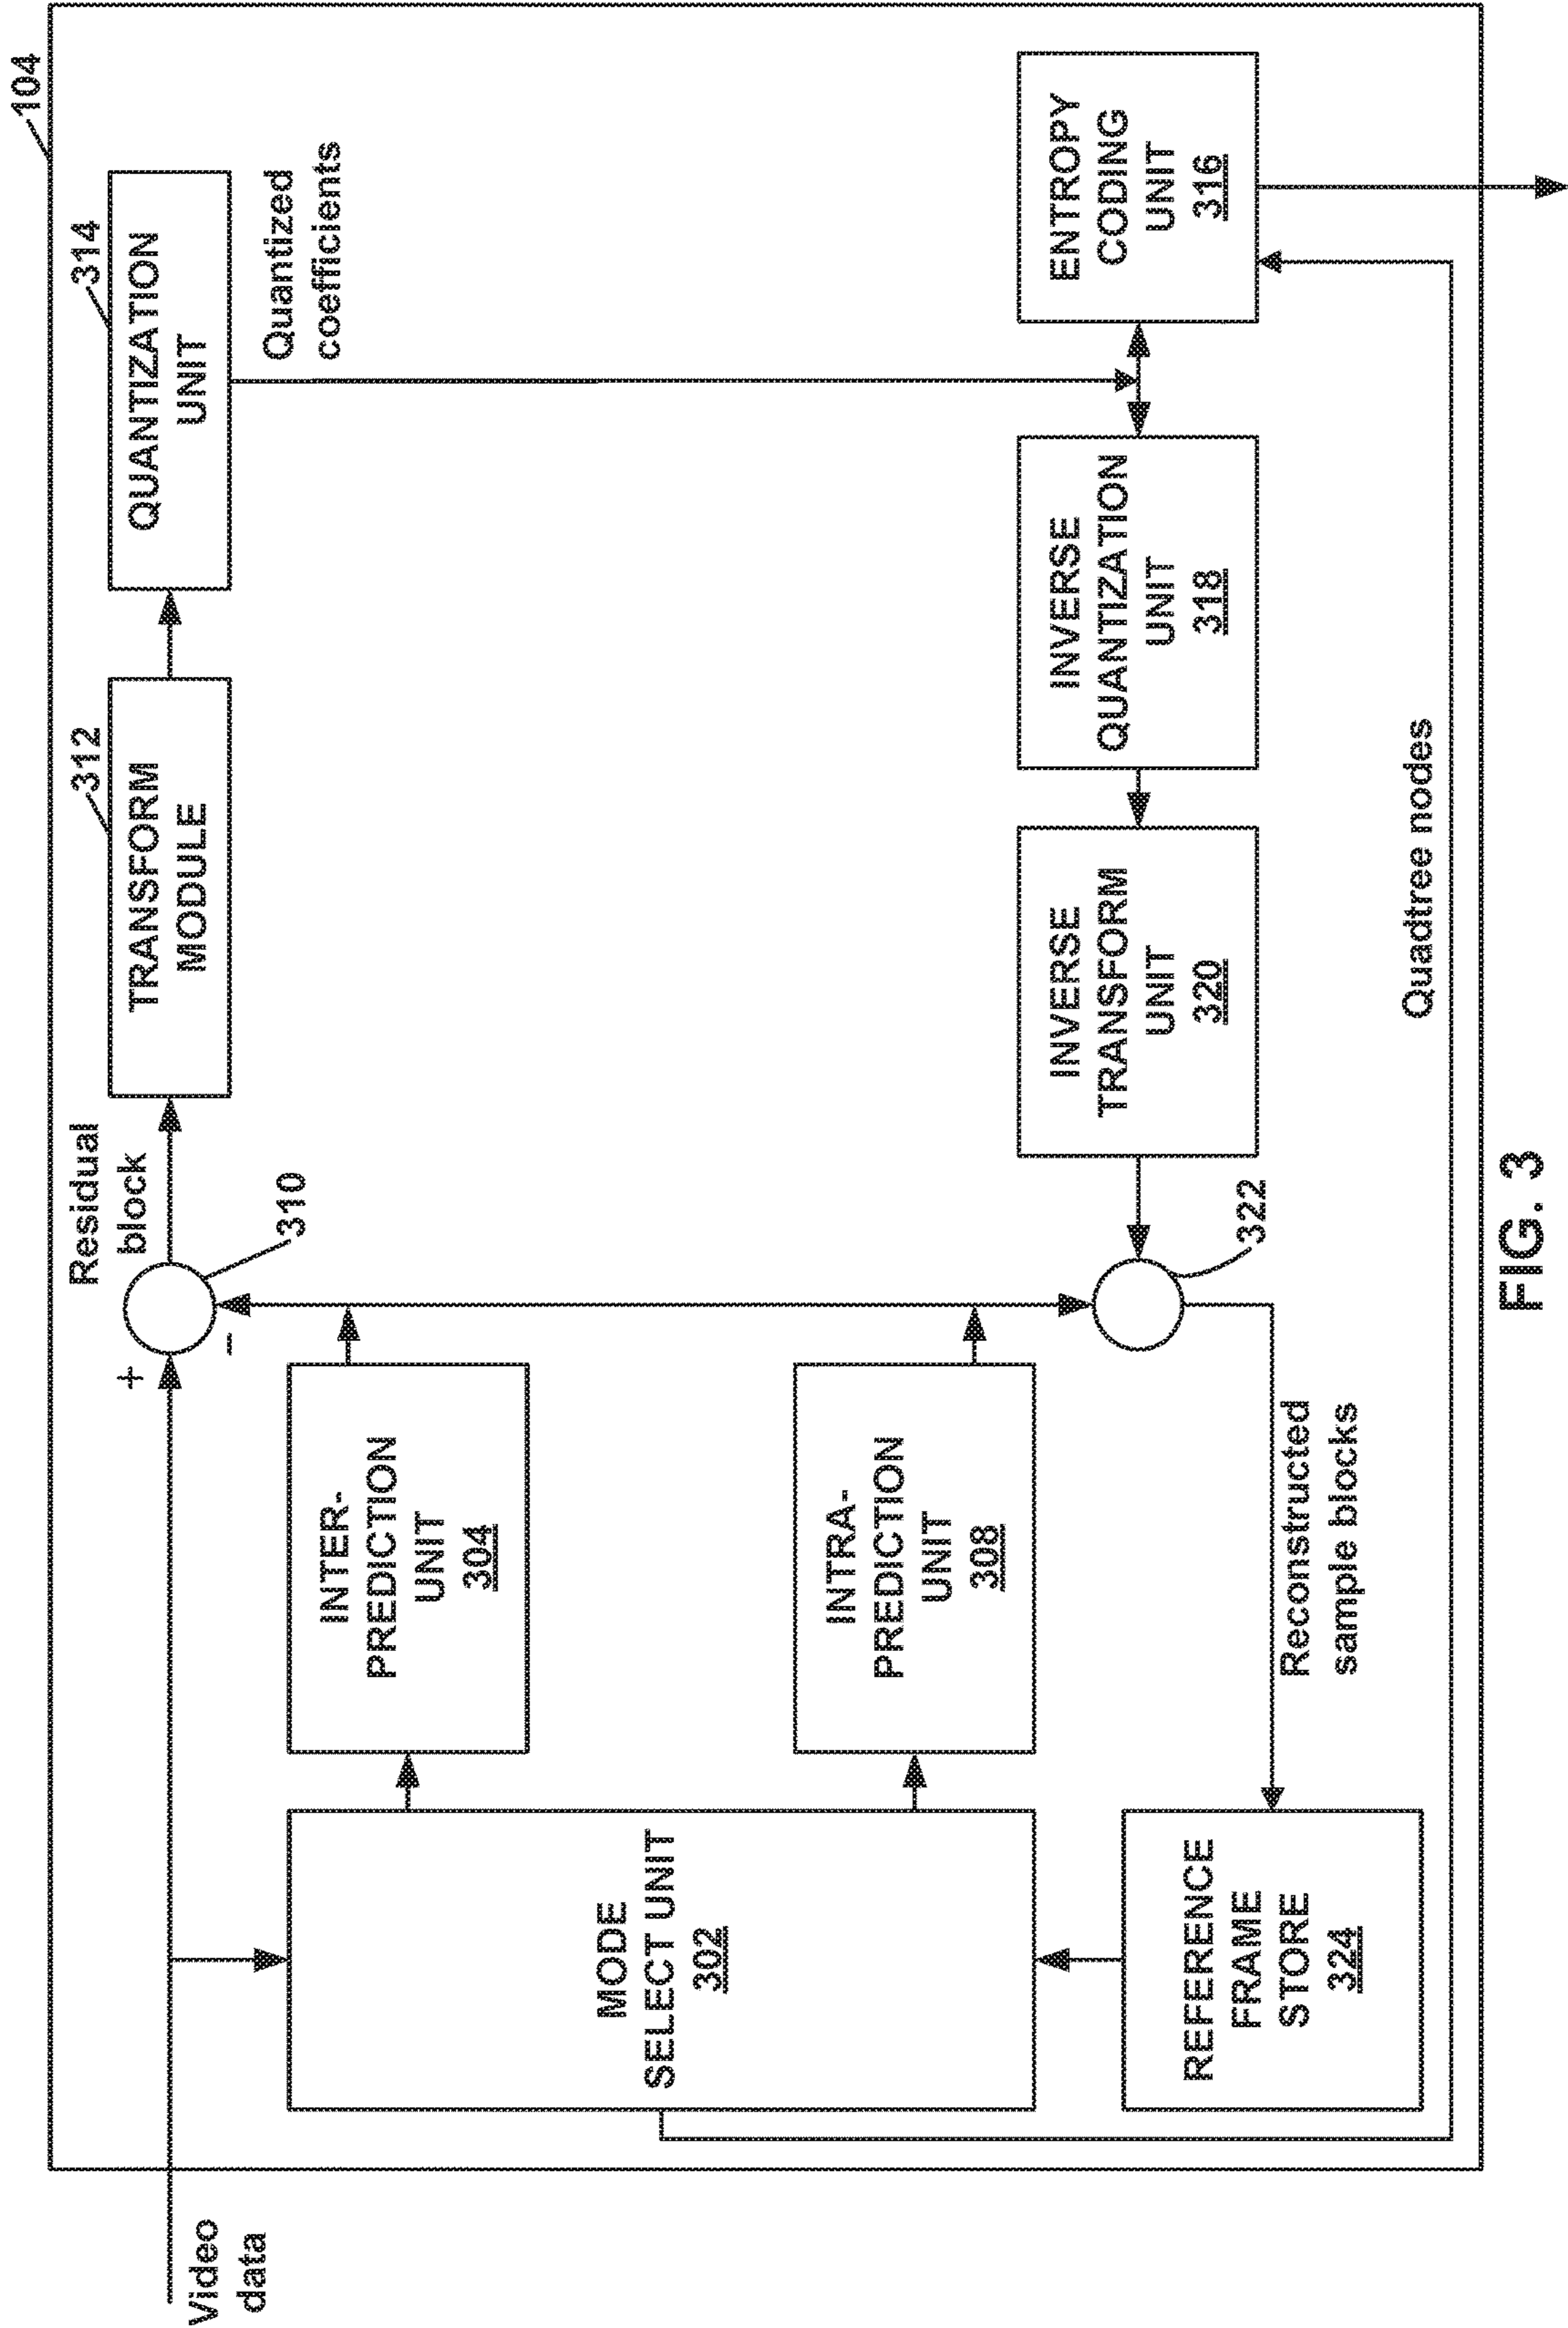 104
Video
data
+
−
Residual
block
310
312
TRANSFORM
MODULE
314
QUANTIZATION
UNIT
Quantized
coefficients
MODE
SELECT UNIT
302
INTER-
PREDICTION
UNIT
304
INTRA-
PREDICTION
UNIT
308
REFERENCE
FRAME
STORE
324
Reconstructed
sample blocks
322
INVERSE
TRANSFORM
UNIT
320
INVERSE
QUANTIZATION
UNIT
318
ENTROPY
CODING
UNIT
316
Quadtree nodes
FIG. 3